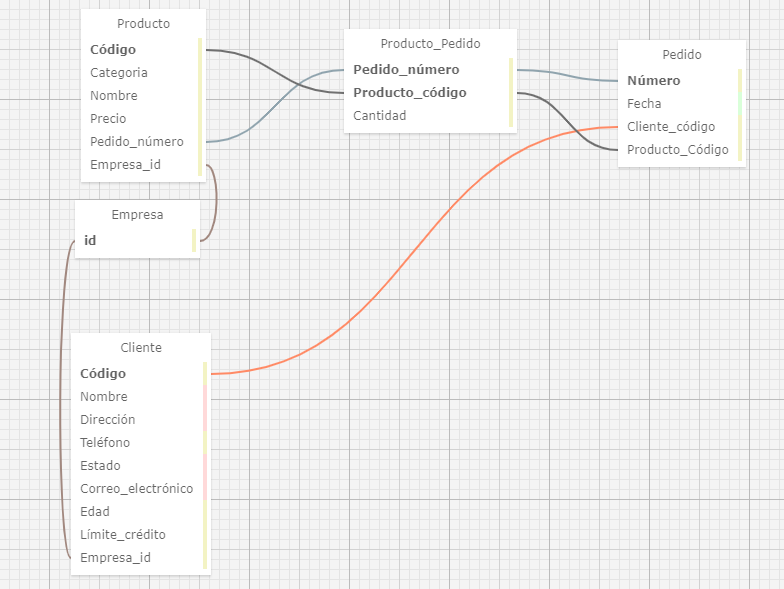 Producto
Código
Categoria
Nombre
Precio
Pedido_número
Empresa_id
Producto_Pedido
Pedido_número
Producto_código
Cantidad
Pedido
Número
Fecha
Cliente_código
Producto_Código
Empresa
id
Cliente
Código
Nombre
Dirección
Teléfono
Estado
Correo_electrónico
Edad
Límite_crédito
Empresa_id